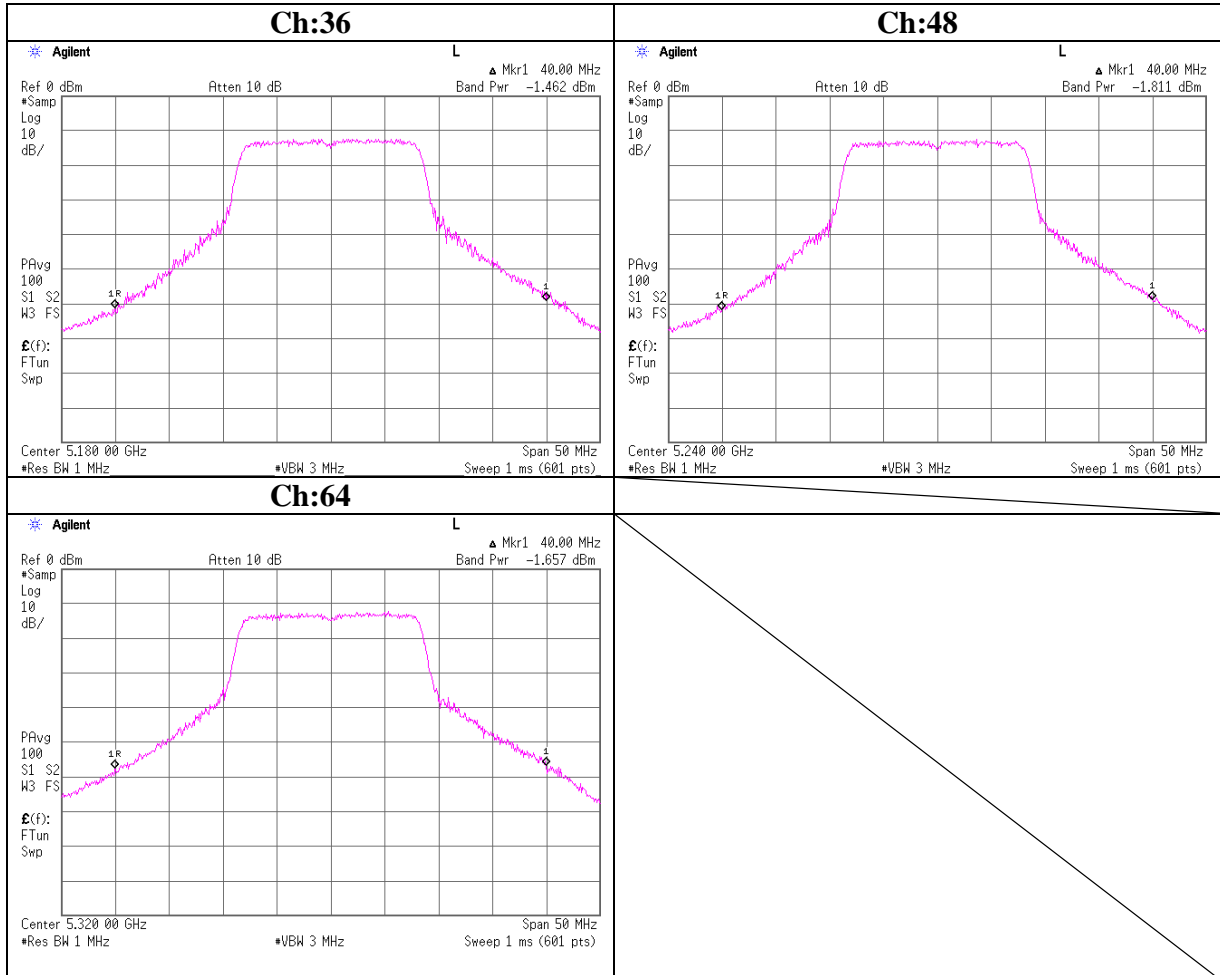 Ch:36
Agilent L
Δ Mkr1 40.00 MHz
Ref 0 dBm Atten 10 dB Band Pwr -1.462 dBm
#Samp
Log
10
dB/
PAvg
100
S1 S2
W3 FS
£(f):
FTun
Swp
1R
1
Center 5.180 00 GHz Span 50 MHz
#Res BW 1 MHz #VBW 3 MHz Sweep 1 ms (601 pts)
Ch:48
Agilent L
Δ Mkr1 40.00 MHz
Ref 0 dBm Atten 10 dB Band Pwr -1.811 dBm
#Samp
Log
10
dB/
PAvg
100
S1 S2
W3 FS
£(f):
FTun
Swp
1R
1
Center 5.240 00 GHz Span 50 MHz
#Res BW 1 MHz #VBW 3 MHz Sweep 1 ms (601 pts)
Ch:64
Agilent L
Δ Mkr1 40.00 MHz
Ref 0 dBm Atten 10 dB Band Pwr -1.657 dBm
#Samp
Log
10
dB/
PAvg
100
S1 S2
W3 FS
£(f):
FTun
Swp
1R
1
Center 5.320 00 GHz Span 50 MHz
#Res BW 1 MHz #VBW 3 MHz Sweep 1 ms (601 pts)